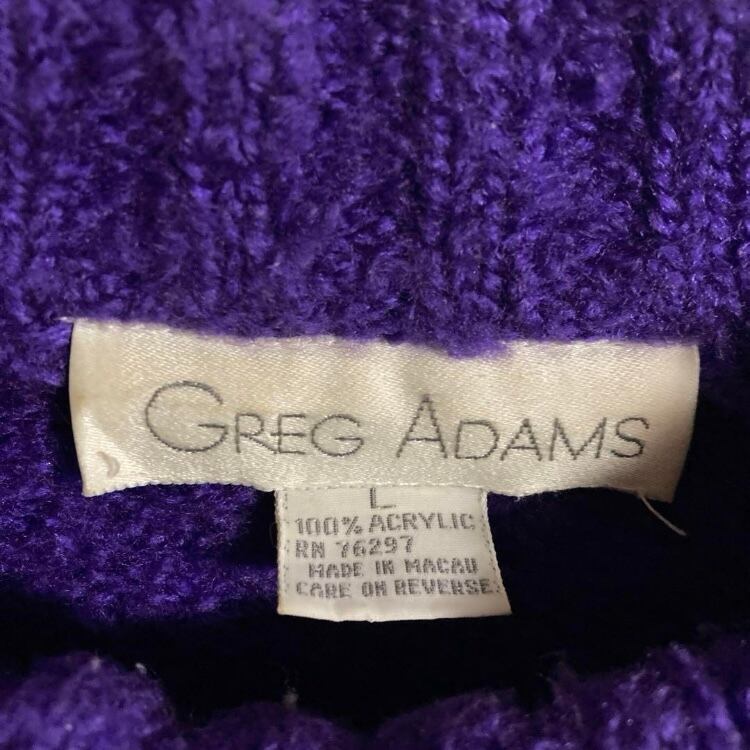 GREG ADAMS
L
100% ACRYLIC
RN 76297
MADE IN MACAU
CARE ON REVERSE.